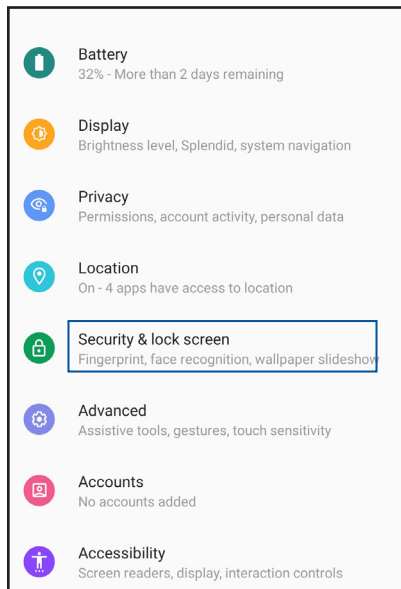 Battery
32% - More than 2 days remaining
Display
Brightness level, Splendid, system navigation
Privacy
Permissions, account activity, personal data
Location
On - 4 apps have access to location
Security & lock screen
Fingerprint, face recognition, wallpaper slideshow
Advanced
Assistive tools, gestures, touch sensitivity
Accounts
No accounts added
Accessibility
Screen readers, display, interaction controls